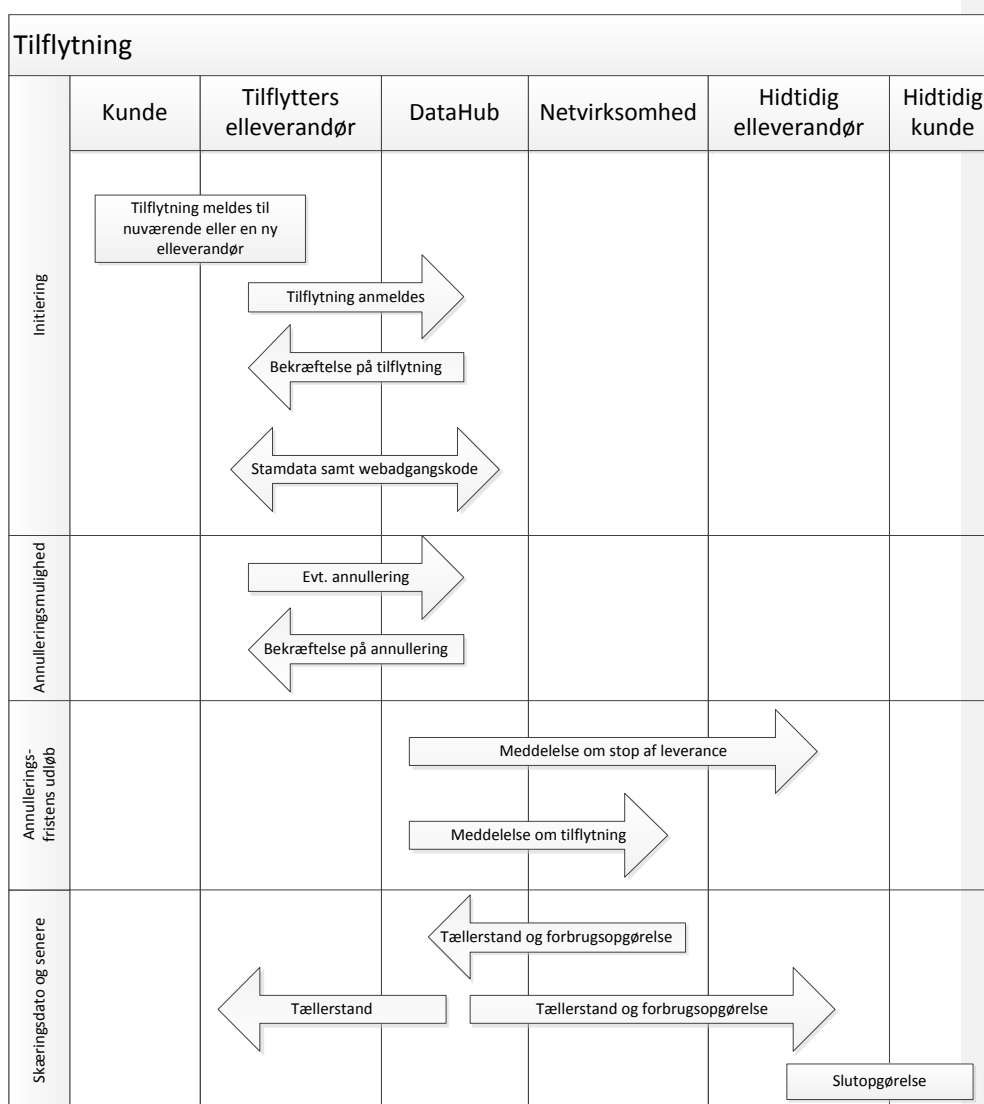 Tilflytning
Kunde
Tilflytters
elleverandør
DataHub
Netvirksomhed
Hidtidig
elleverandør
Hidtidig
kunde
Initiering
Tilflytning meldes til
nuværende eller en ny
elleverandør
Tilflytning anmeldes
Bekræftelse på tilflytning
Stamdata samt webadgangskode
Annulleringsmulighed
Evt. annullering
Bekræftelse på annullering
Annullerings-
fristens udløb
Meddelelse om stop af leverance
Meddelelse om tilflytning
Skæringsdato og senere
Tællerstand og forbrugsopgørelse
Tællerstand
Tællerstand og forbrugsopgørelse
Slutopgørelse